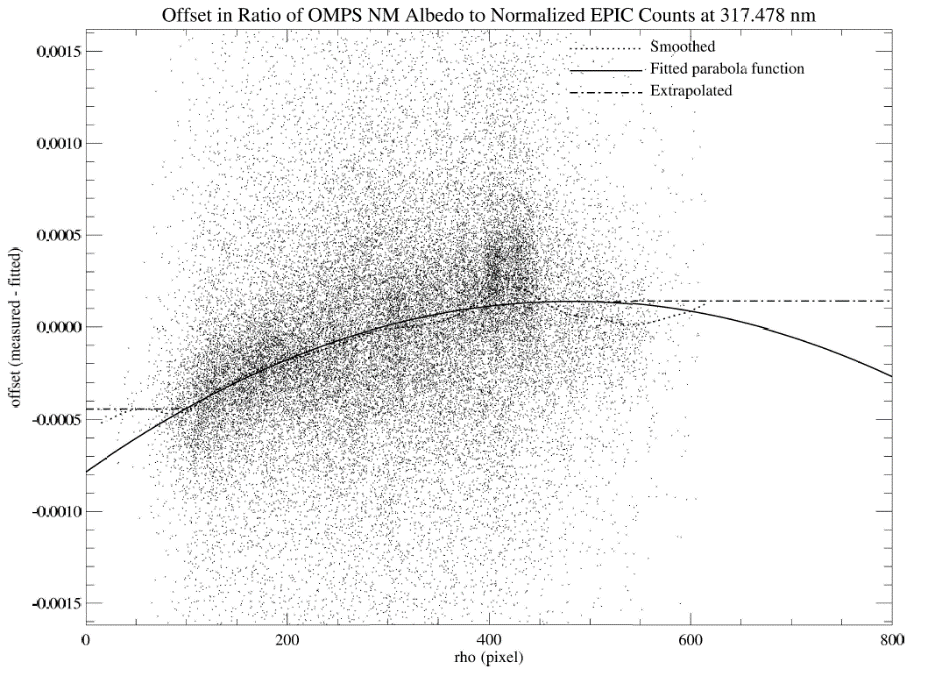 Offset in Ratio of OMPS NM Albedo to Normalized EPIC Counts at 317.478 nm
Smoothed
Fitted parabola function
Extrapolated
offset (measured - fitted)
0.0015
0.0010
0.0005
0.0000
-0.0005
-0.0010
-0.0015
0 200 400 600 800
rho (pixel)